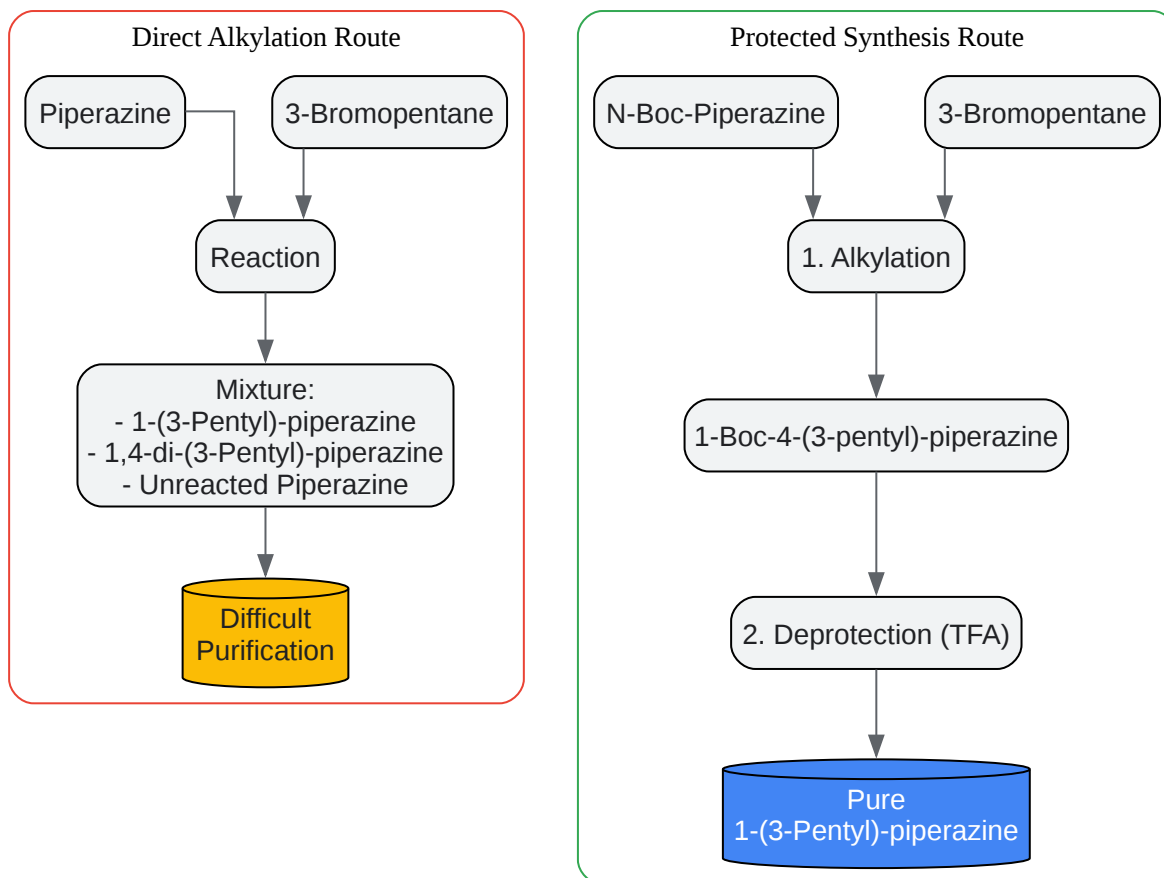 Direct Alkylation Route
Piperazine
3-Bromopentane
Reaction
Mixture:
- 1-(3-Pentyl)-piperazine
- 1,4-di-(3-Pentyl)-piperazine
- Unreacted Piperazine
Difficult
Purification
Protected Synthesis Route
N-Boc-Piperazine
3-Bromopentane
1. Alkylation
1-Boc-4-(3-pentyl)-piperazine
2. Deprotection (TFA)
Pure
1-(3-Pentyl)-piperazine